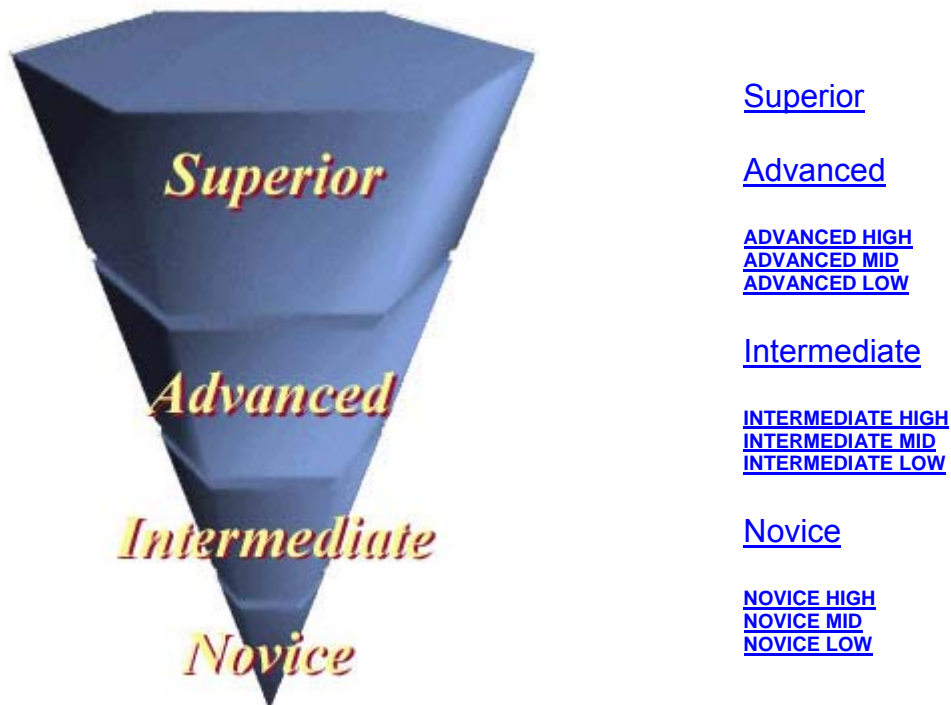 Superior
Advanced
Intermediate
Novice
Superior
Advanced
ADVANCED HIGH
ADVANCED MID
ADVANCED LOW
Intermediate
INTERMEDIATE HIGH
INTERMEDIATE MID
INTERMEDIATE LOW
Novice
NOVICE HIGH
NOVICE MID
NOVICE LOW